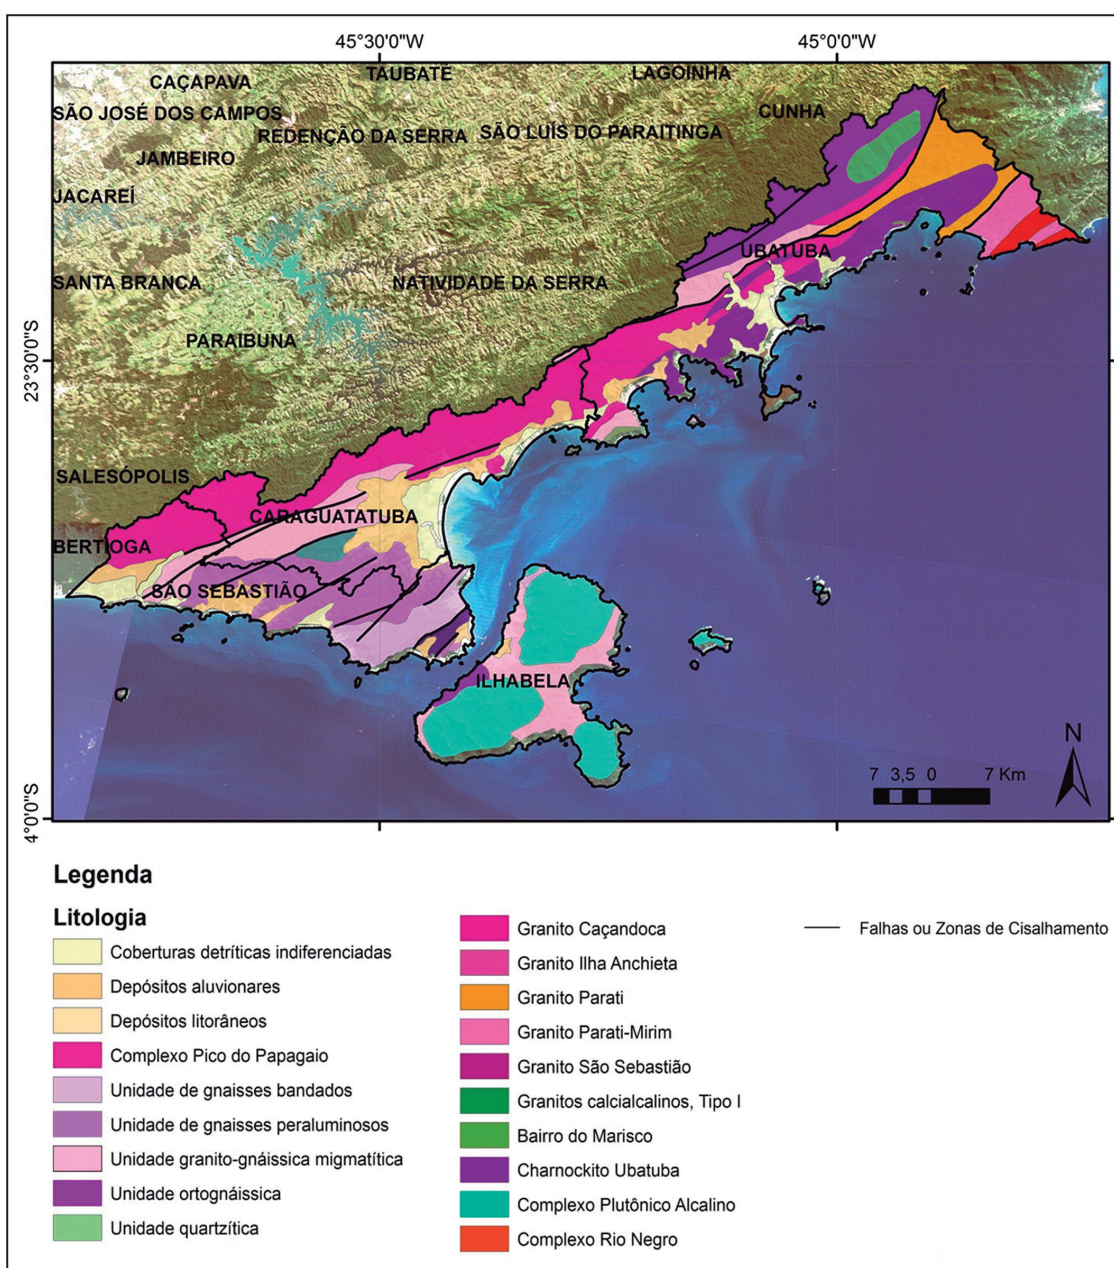 45°30'0"W
45°0'0"W
TAUBATÉ
LAGOINHA
CAÇAPAVA
CUNHA
SÃO JOSÉ DOS CAMPOS
REDENÇÃO DA SERRA
SÃO LUÍS DO PARAITINGA
JAMBEIRO
JACAREÍ
UBATUBA
SANTA BRANCA
NATIVIDADE DA SERRA
PARAIBUNA
23°30'0"S
SALESÓPOLIS
CARAGUATATUBA
BERTIOGA
SÃO SEBASTIÃO
ILHABELA
N
7 3,5 0 7 Km
4°0'0"S
Legenda
Litologia
Coberturas detríticas indiferenciadas
Depósitos aluvionares
Depósitos litorâneos
Complexo Pico do Papagaio
Unidade de gnaisses bandados
Unidade de gnaisses peraluminosos
Unidade granito-gnáissica migmatítica
Unidade ortognáissica
Unidade quartzítica
Granito Caçandoca
Granito Ilha Anchieta
Granito Parati
Granito Parati-Mirim
Granito São Sebastião
Granitos calcialcalinos, Tipo I
Bairro do Marisco
Charnockito Ubatuba
Complexo Plutônico Alcalino
Complexo Rio Negro
Falhas ou Zonas de Cisalhamento